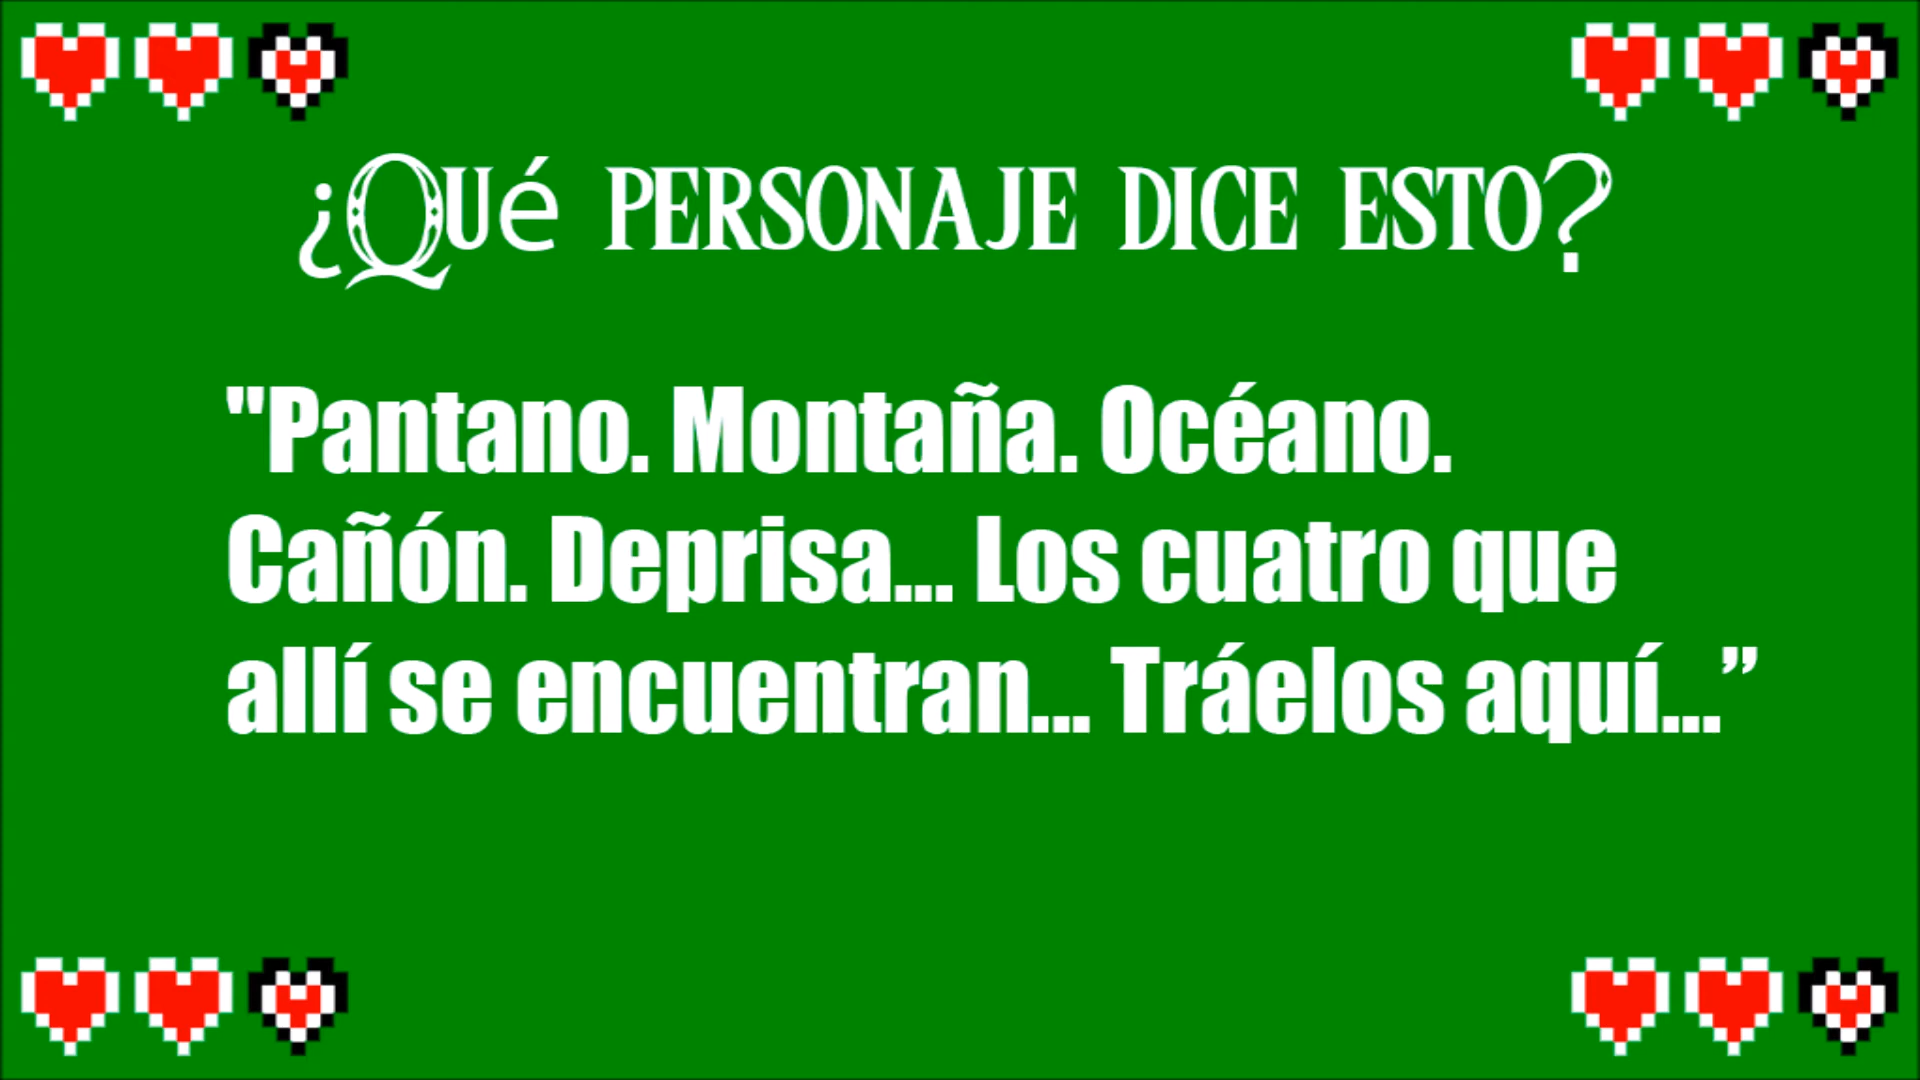 ¿Qué PERSONAJE DICE ESTO?
"Pantano. Montaña. Océano.
Cañón. Deprisa... Los cuatro que
allí se encuentran... Tráelos aquí...”